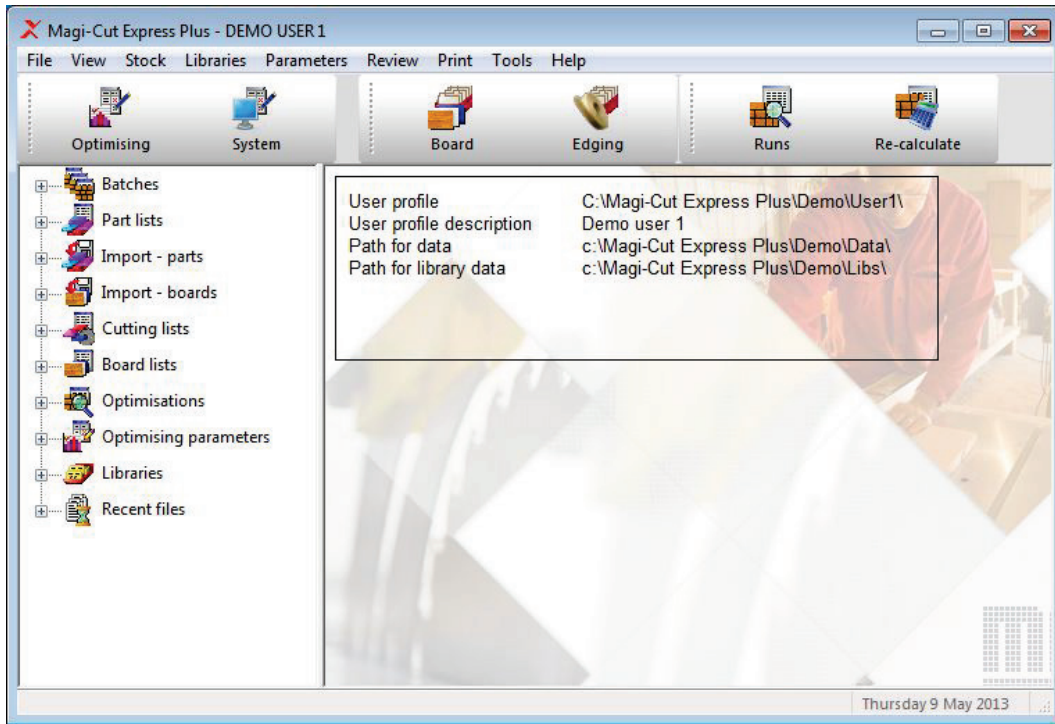 Magi-Cut Express Plus - DEMO USER 1
File View Stock Libraries Parameters Review Print Tools Help
Optimising System Board Edging Runs Re-calculate
Batches
Part lists
Import - parts
Import - boards
Cutting lists
Board lists
Optimisations
Optimising parameters
Libraries
Recent files
User profile C:\Magi-Cut Express Plus\Demo\User1\
User profile description Demo user 1
Path for data c:\Magi-Cut Express Plus\Demo\Data\
Path for library data c:\Magi-Cut Express Plus\Demo\Libs\
Thursday 9 May 2013